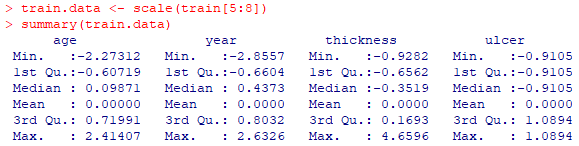 > train.data <- scale(train[5:8])
> summary(train.data)
age year thickness ulcer
Min. :-2.27312 Min. :-2.8557 Min. :-0.9282 Min. :-0.9105
1st Qu.:-0.60719 1st Qu.:-0.6604 1st Qu.:-0.6562 1st Qu.:-0.9105
Median : 0.09871 Median : 0.4373 Median :-0.3519 Median :-0.9105
Mean : 0.00000 Mean : 0.0000 Mean : 0.0000 Mean : 0.0000
3rd Qu.: 0.71991 3rd Qu.: 0.8032 3rd Qu.: 0.1693 3rd Qu.: 1.0894
Max. : 2.41407 Max. : 2.6326 Max. : 4.6596 Max. : 1.0894